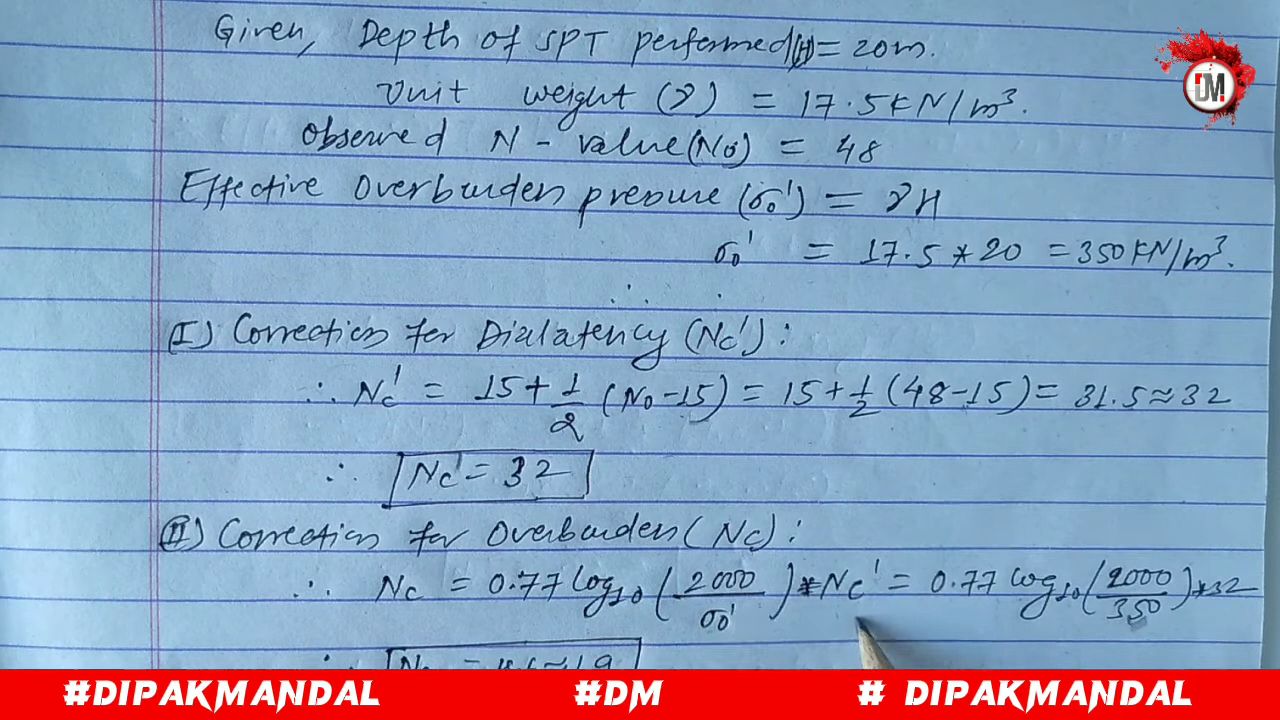 Given, Depth of SPT performed(H) = 20m.
DM
Unit weight (γ) = 17.5KN/m³.
Observed N - value(No) = 48
Effective Overburden pressure (σ₀') = γH
σ₀' = 17.5 * 20 = 350KN/m³.
(I) Correction for Dialatency (Nc'):
∴ Nc' = 15 + 1/2 (No - 15) = 15 + 1/2 (48 - 15) = 31.5 ≈ 32
∴ Nc' = 32
(II) Correction for Overburden (Nc):
∴ Nc = 0.77 log₁₀ (2000/σ₀') * Nc' = 0.77 log₁₀ (2000/350) * 32
#DIPAKMANDAL #DM # DIPAKMANDAL